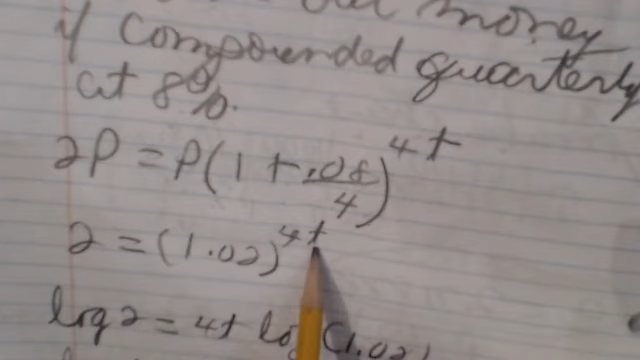 our money
if compounded quarterly
at 8%.
2P = P(1 + .08/4)^4t
2 = (1.02)^4t
log 2 = 4t log(1.02)